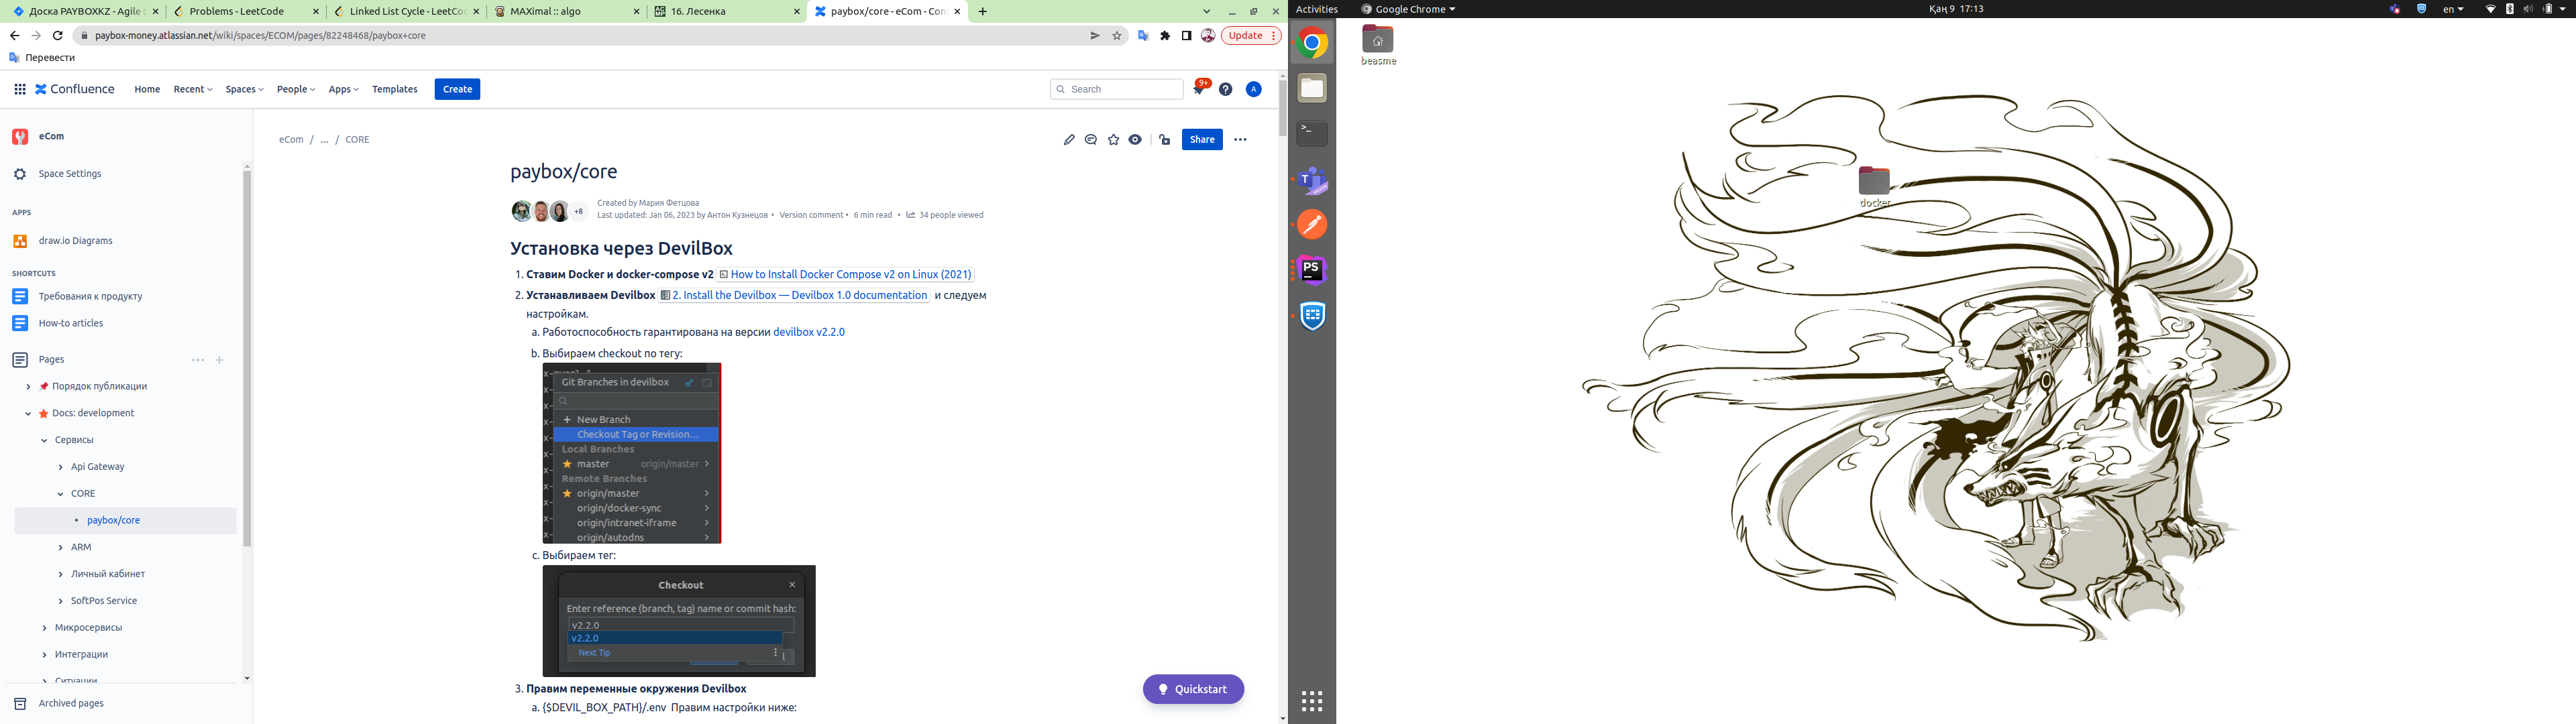 Доска PAYBOXKZ - Agile
Problems - LeetCode
Linked List Cycle - LeetCo
MAXimal :: algo
16. Лесенка
paybox/core - eCom - Con
paybox-money.atlassian.net/wiki/spaces/ECOM/pages/82248468/paybox+core
Update
Перевести
Confluence
Home
Recent
Spaces
People
Apps
Templates
Create
Search
9+
A
eCom
Space Settings
APPS
draw.io Diagrams
SHORTCUTS
Требования к продукту
How-to articles
Pages
Порядок публикации
Docs: development
Сервисы
Api Gateway
CORE
paybox/core
ARM
Личный кабинет
SoftPos Service
Микросервисы
Интеграции
Ситуации
Archived pages
eCom / ... / CORE
Share
paybox/core
+8
Created by Мария Фетцова
Last updated: Jan 06, 2023 by Антон Кузнецов • Version comment • 6 min read • 34 people viewed
Установка через DevilBox
1. Ставим Docker и docker-compose v2 How to Install Docker Compose v2 on Linux (2021)
2. Устанавливаем Devilbox 2. Install the Devilbox — Devilbox 1.0 documentation и следуем
настройкам.
a. Работоспособность гарантирована на версии devilbox v2.2.0
b. Выбираем checkout по тегу:
Git Branches in devilbox
New Branch
Checkout Tag or Revision...
Local Branches
master origin/master
Remote Branches
origin/master
origin/docker-sync
origin/intranet-iframe
origin/autodns
c. Выбираем тег:
Checkout
Enter reference (branch, tag) name or commit hash:
v2.2.0
v2.2.0
Next Tip
3. Правим переменные окружения Devilbox
a. {$DEVIL_BOX_PATH}/.env Правим настройки ниже:
Quickstart
Activities
Google Chrome
Қаң 9 17:13
en
beasme
docker
T
PS